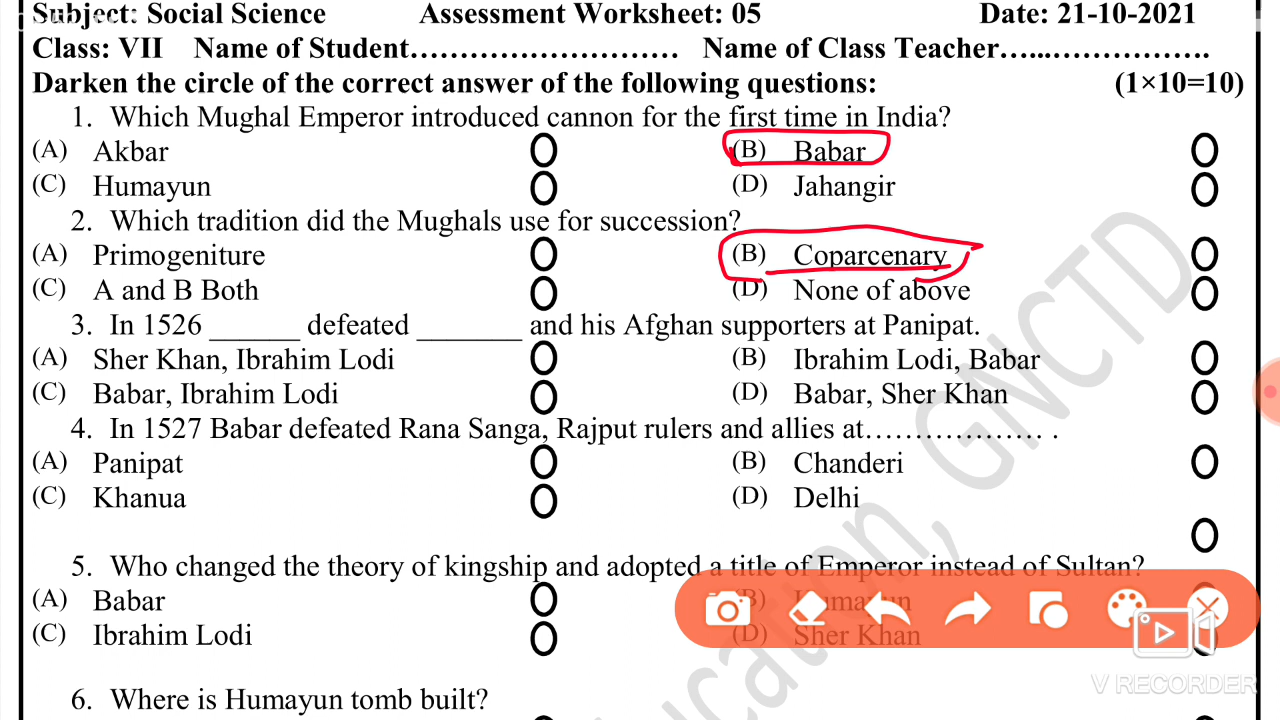 Subject: Social Science Assessment Worksheet: 05 Date: 21-10-2021
Class: VII Name of Student………………………… Name of Class Teacher…...…………….
Darken the circle of the correct answer of the following questions: (1×10=10)
1. Which Mughal Emperor introduced cannon for the first time in India?
(A) Akbar (B) Babar
(C) Humayun (D) Jahangir
2. Which tradition did the Mughals use for succession?
(A) Primogeniture (B) Coparcenary
(C) A and B Both (D) None of above
3. In 1526 ______ defeated _______ and his Afghan supporters at Panipat.
(A) Sher Khan, Ibrahim Lodi (B) Ibrahim Lodi, Babar
(C) Babar, Ibrahim Lodi (D) Babar, Sher Khan
4. In 1527 Babar defeated Rana Sanga, Rajput rulers and allies at……………… .
(A) Panipat (B) Chanderi
(C) Khanua (D) Delhi
5. Who changed the theory of kingship and adopted a title of Emperor instead of Sultan?
(A) Babar (B) Humayun
(C) Ibrahim Lodi (D) Sher Khan
6. Where is Humayun tomb built?
GNCTD
V RECORDER